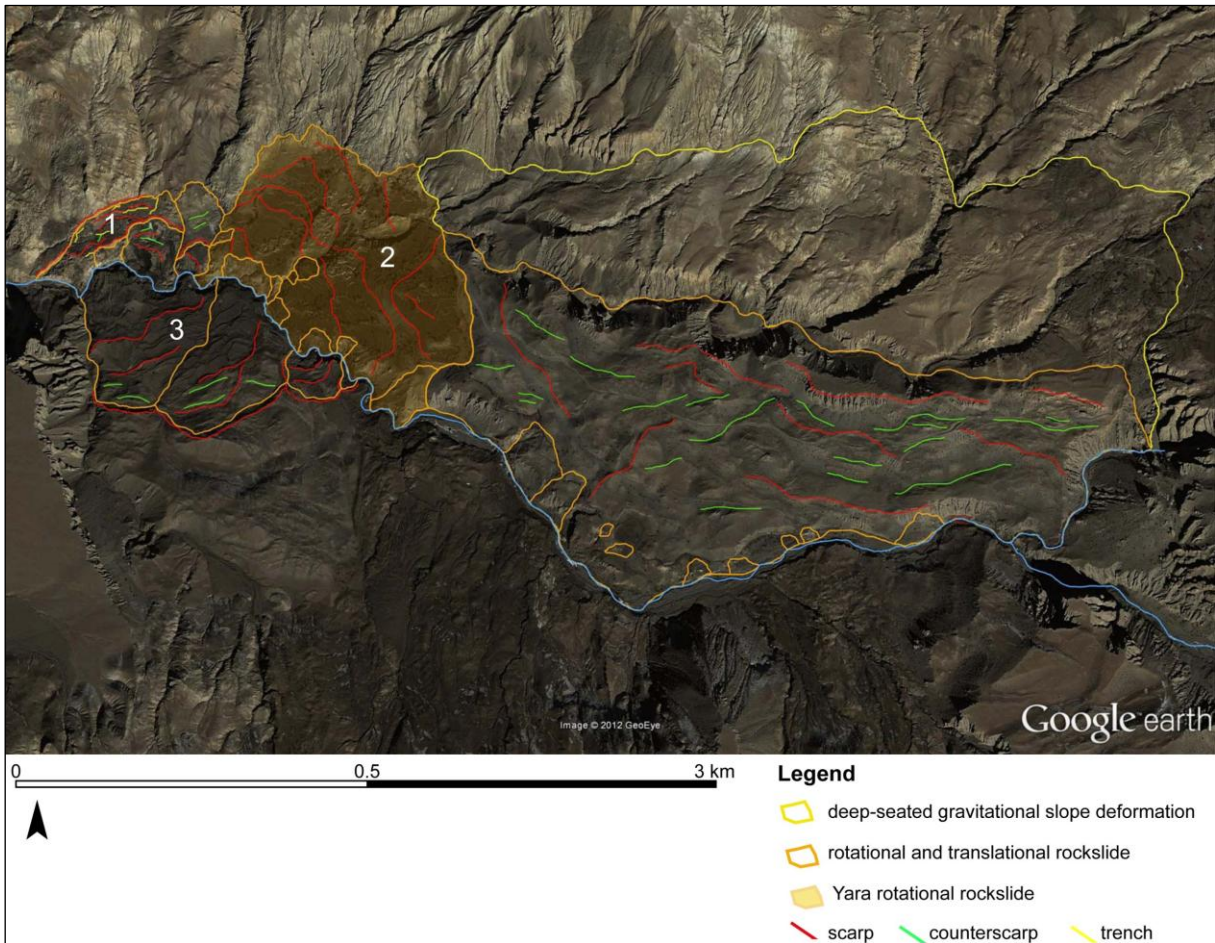 1
2
3
Image © 2012 GeoEye
Google earth
0 0.5 3 km
Legend
deep-seated gravitational slope deformation
rotational and translational rockslide
Yara rotational rockslide
scarp counterscarp trench